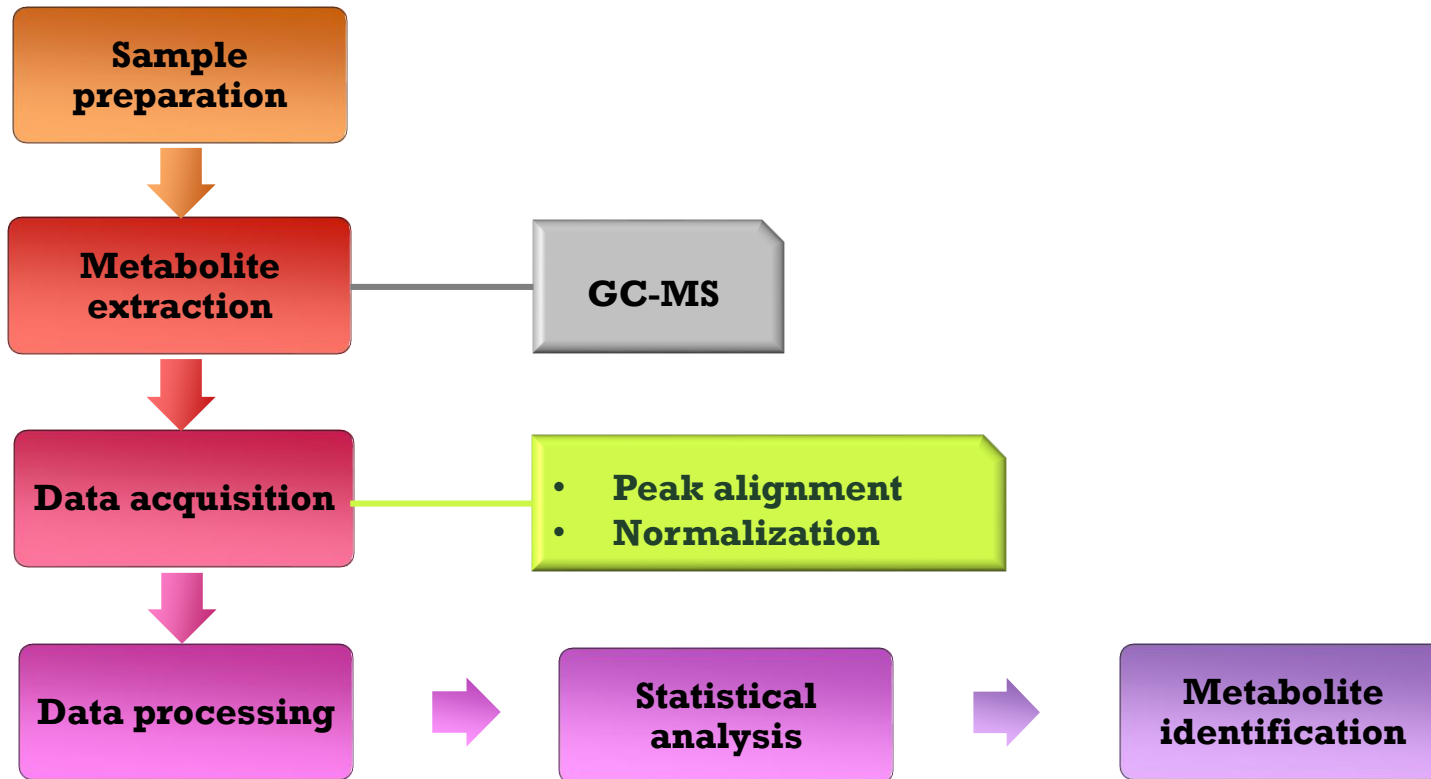 Sample
preparation
Metabolite
extraction
GC-MS
Data acquisition
• Peak alignment
• Normalization
Data processing
Statistical
analysis
Metabolite
identification